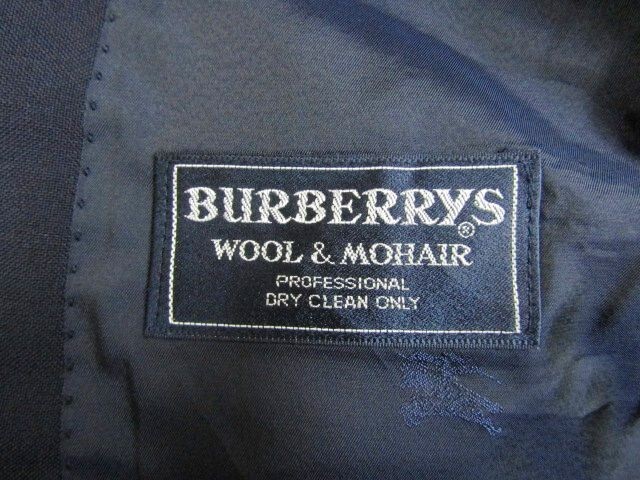 BURBERRYS®
WOOL & MOHAIR
PROFESSIONAL
DRY CLEAN ONLY